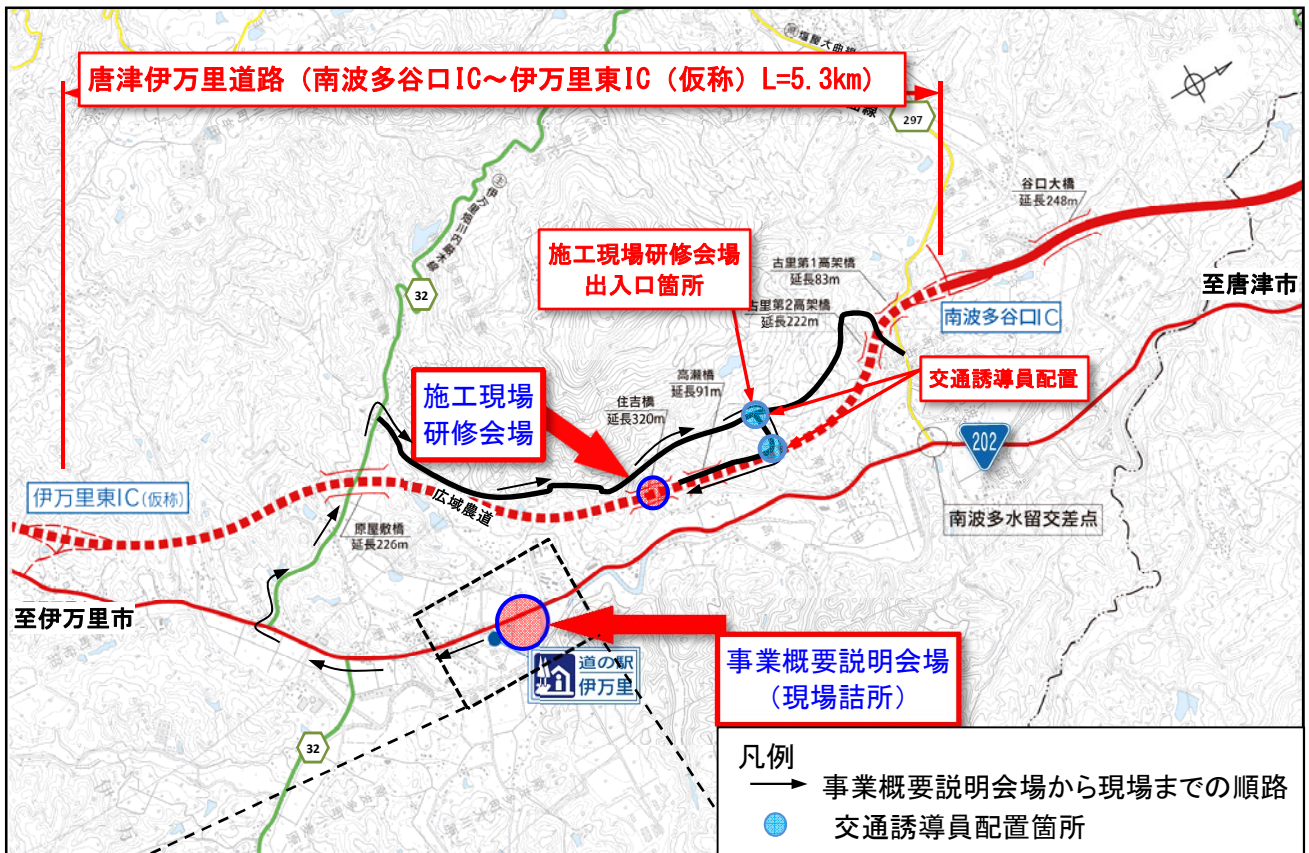 県塩屋大曲線
唐津伊万里道路（南波多谷口IC～伊万里東IC（仮称）L=5.3km）
297
谷口大橋
延長248m
施工現場研修会場
出入口箇所
古里第1高架橋
延長83m
古里第2高架橋
延長222m
至唐津市
南波多谷口IC
32
交通誘導員配置
施工現場
研修会場
高瀬橋
延長91m
住吉橋
延長320m
202
伊万里東IC(仮称)
広域農道
南波多水留交差点
原屋敷橋
延長226m
至伊万里市
道の駅
伊万里
事業概要説明会場
（現場詰所）
32
凡例
事業概要説明会場から現場までの順路
交通誘導員配置箇所